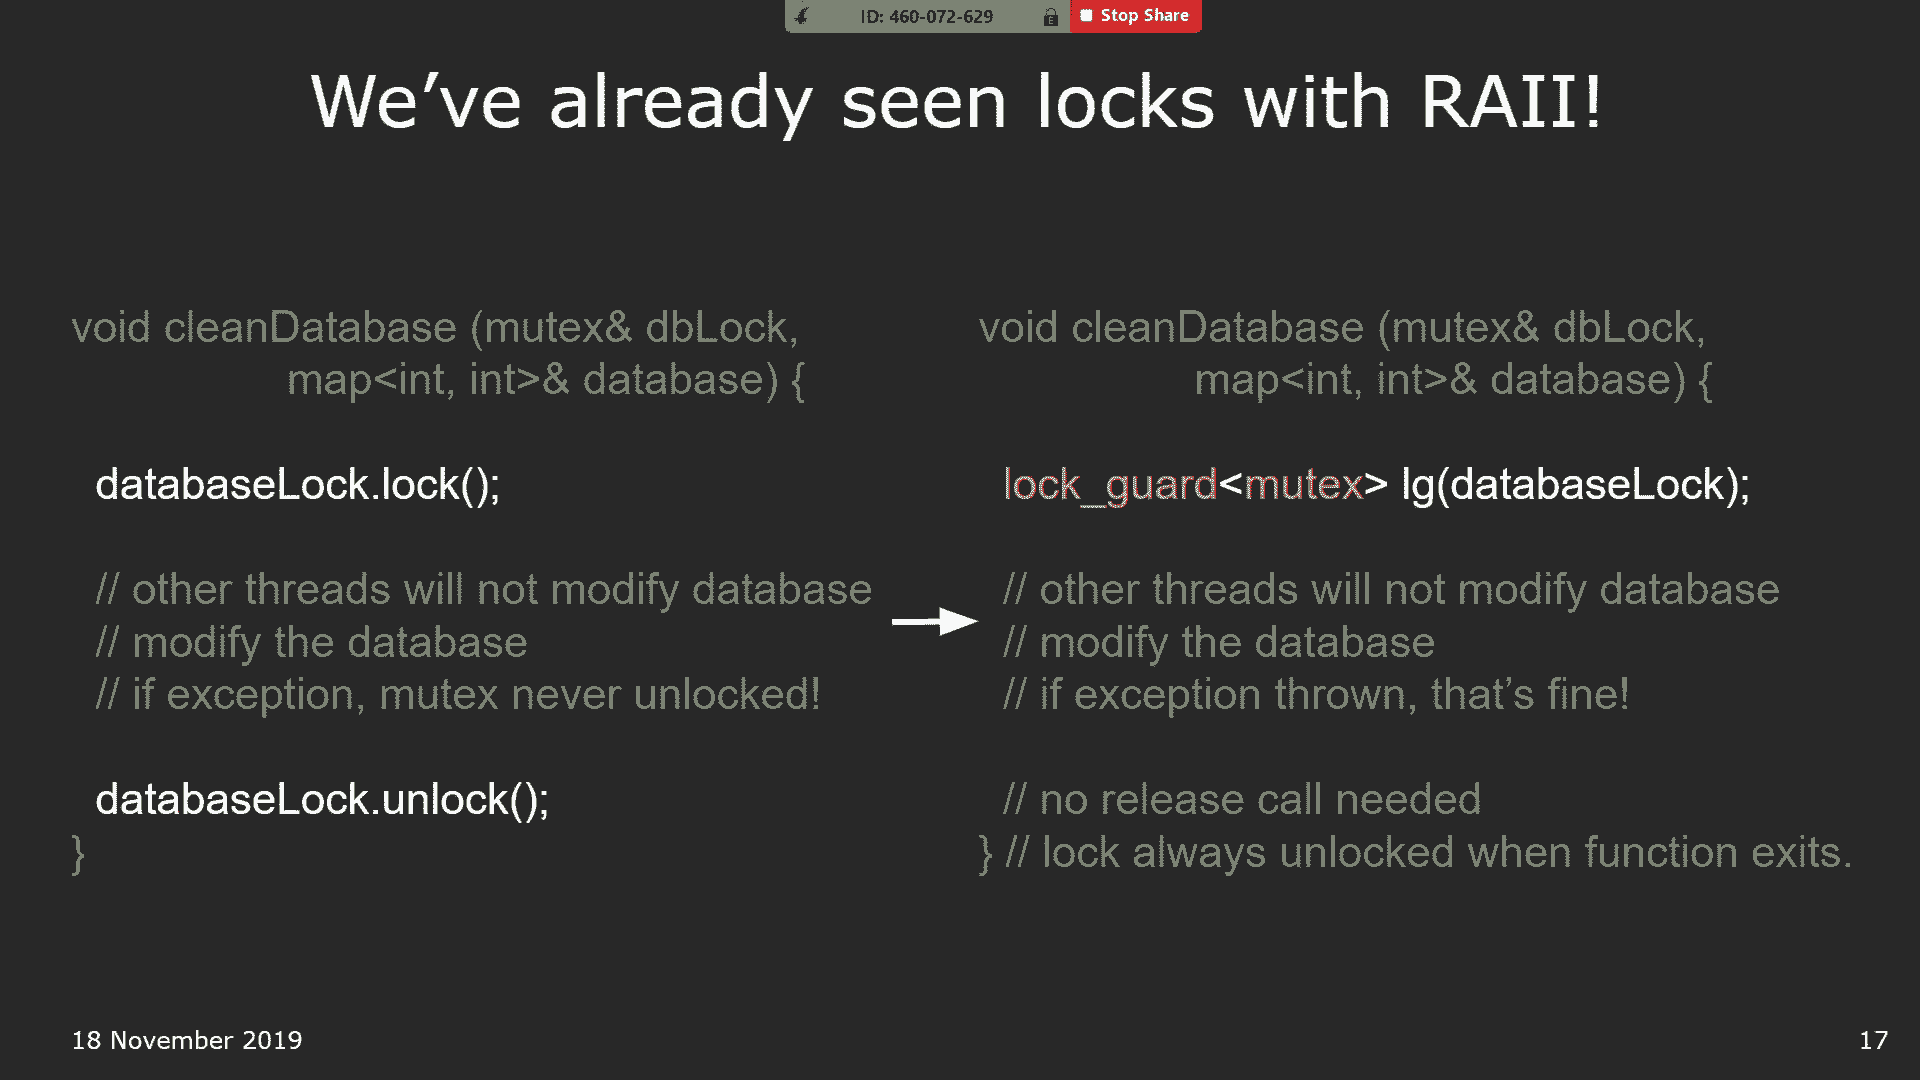 ID: 460-072-629
Stop Share
We’ve already seen locks with RAII!
void cleanDatabase (mutex& dbLock,
map<int, int>& database) {
databaseLock.lock();
// other threads will not modify database
// modify the database
// if exception, mutex never unlocked!
databaseLock.unlock();
}
void cleanDatabase (mutex& dbLock,
map<int, int>& database) {
lock_guard<mutex> lg(databaseLock);
// other threads will not modify database
// modify the database
// if exception thrown, that’s fine!
// no release call needed
} // lock always unlocked when function exits.
18 November 2019
17